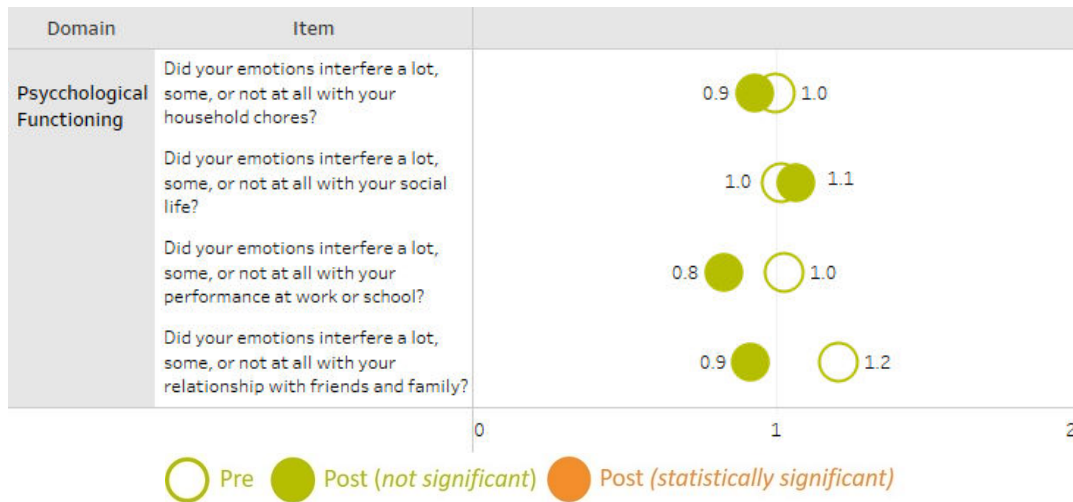 Domain Item
Psycchological
Functioning
Did your emotions interfere a lot,
some, or not at all with your
household chores?
0.9 1.0
Did your emotions interfere a lot,
some, or not at all with your social
life?
1.0 1.1
Did your emotions interfere a lot,
some, or not at all with your
performance at work or school?
0.8 1.0
Did your emotions interfere a lot,
some, or not at all with your
relationship with friends and family?
0.9 1.2
0 1 2
Pre Post (not significant) Post (statistically significant)